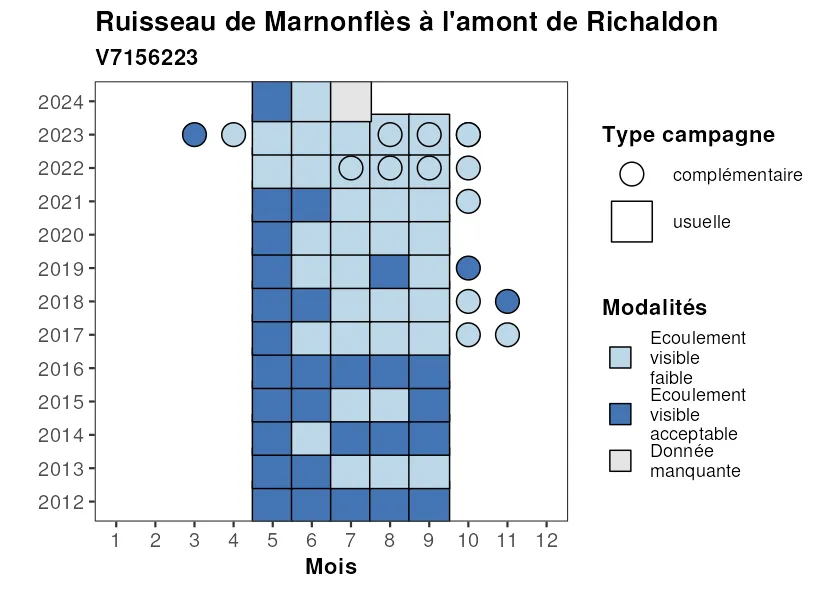 Ruisseau de Marnonflès à l'amont de Richaldon
V7156223
2024
2023
2022
2021
2020
2019
2018
2017
2016
2015
2014
2013
2012
1 2 3 4 5 6 7 8 9 10 11 12
Mois
Type campagne
complémentaire
usuelle
Modalités
Ecoulement
visible
faible
Ecoulement
visible
acceptable
Donnée
manquante